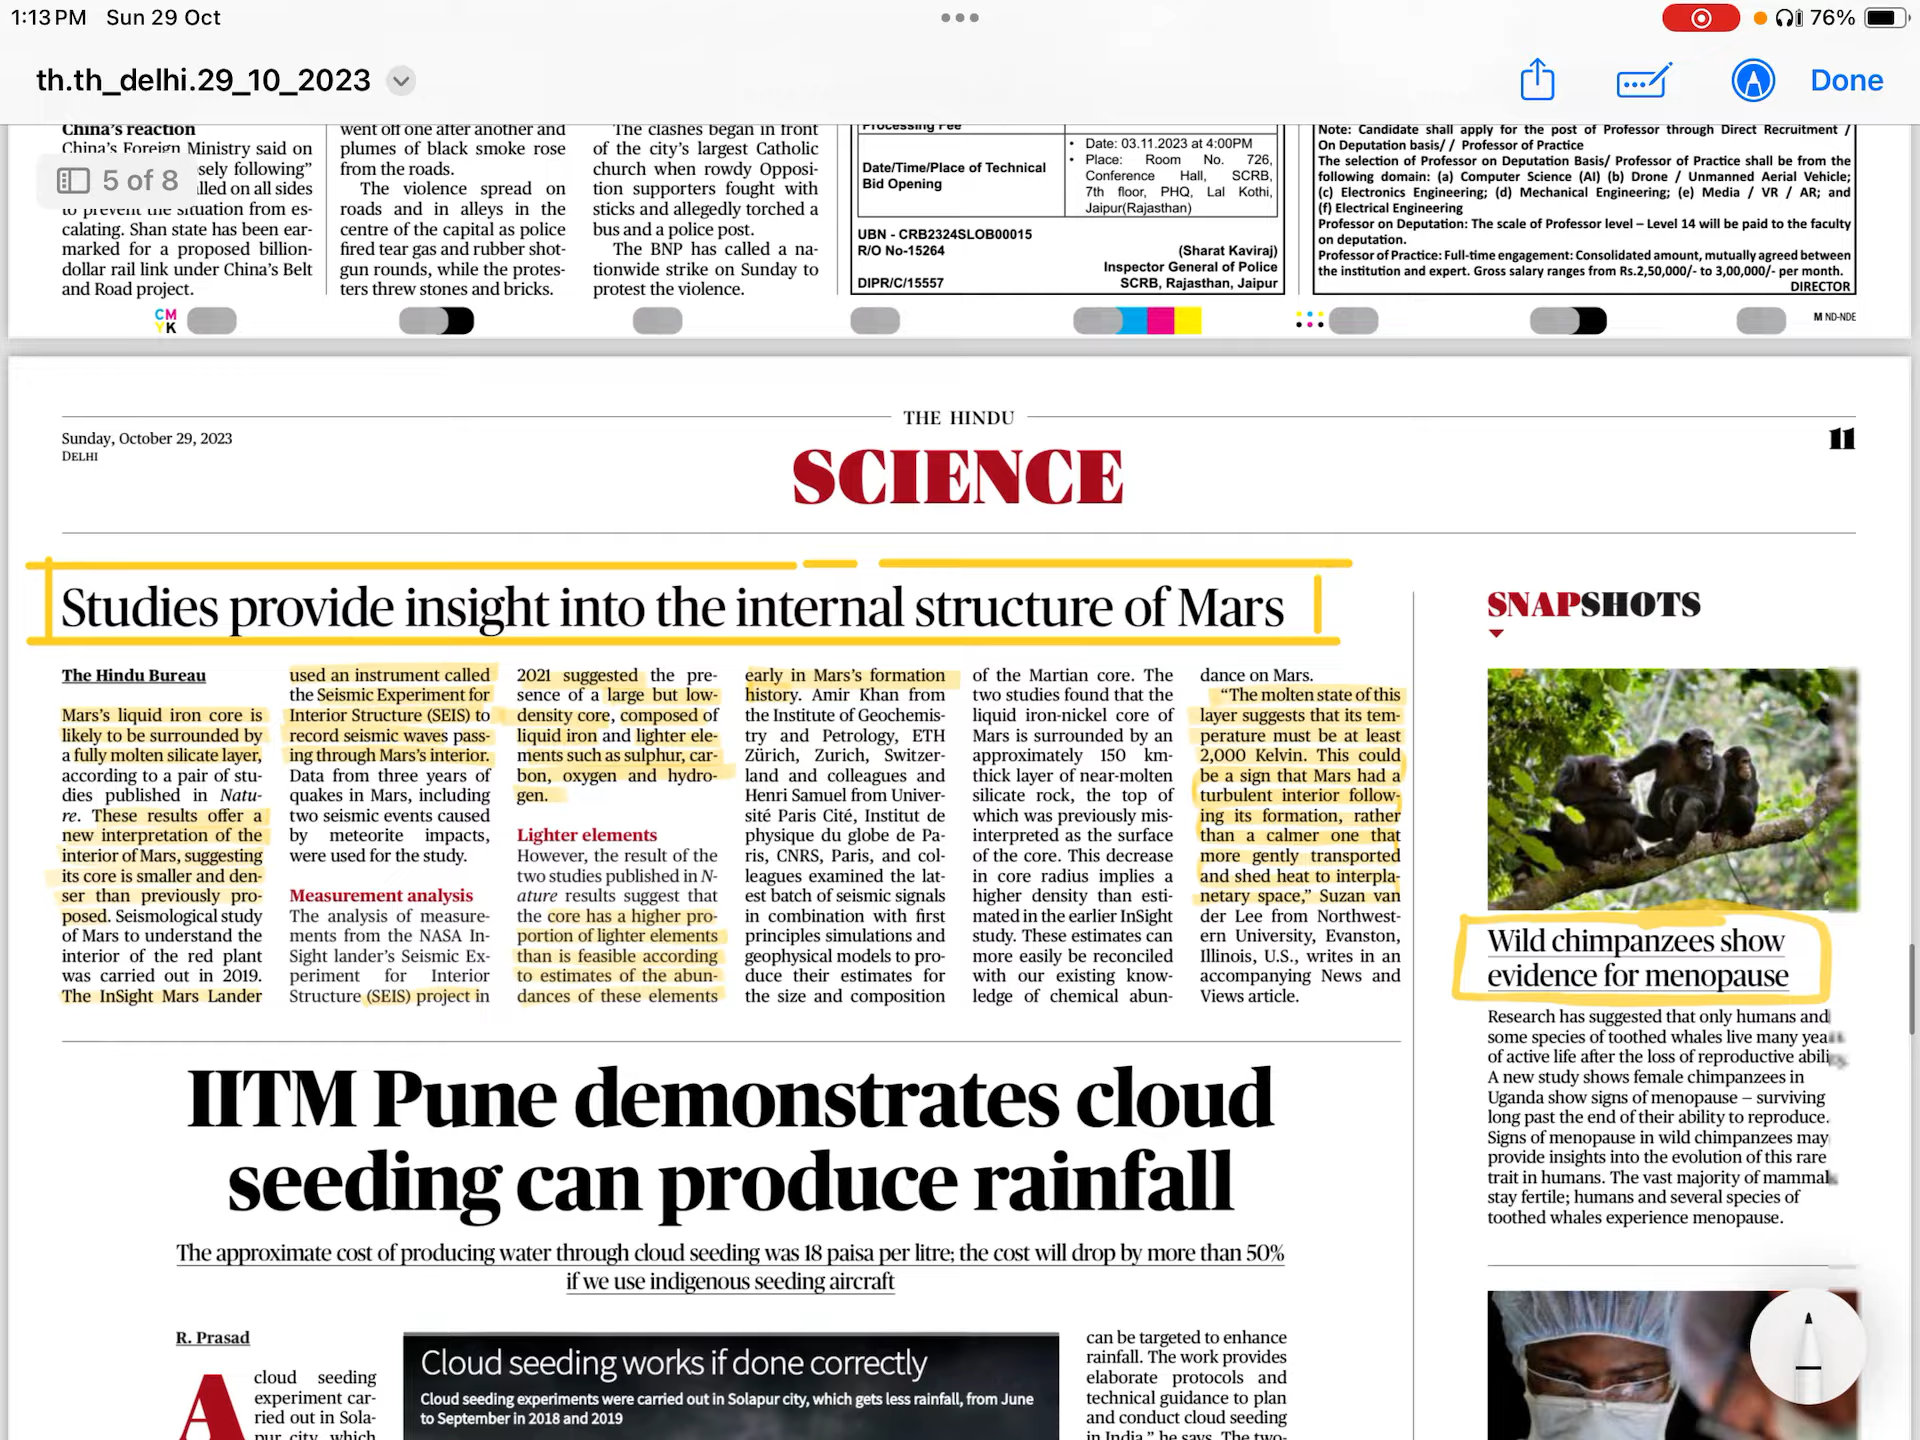 1:13 PM Sun 29 Oct
76%
th.th_delhi.29_10_2023
Done
5 of 8
China's reaction
China's Foreign Ministry said on
sely following"
lled on all sides
to prevent the situation from es-
calating. Shan state has been ear-
marked for a proposed billion-
dollar rail link under China's Belt
and Road project.
went off one after another and
plumes of black smoke rose
from the roads.
The violence spread on
roads and in alleys in the
centre of the capital as police
fired tear gas and rubber shot-
gun rounds, while the protes-
ters threw stones and bricks.
The clashes began in front
of the city's largest Catholic
church when rowdy Opposi-
tion supporters fought with
sticks and allegedly torched a
bus and a police post.
The BNP has called a na-
tionwide strike on Sunday to
protest the violence.
Processing Fee
Date/Time/Place of Technical
Bid Opening
• Date: 03.11.2023 at 4:00PM
• Place: Room No. 726,
Conference Hall, SCRB,
7th floor, PHQ, Lal Kothi,
Jaipur(Rajasthan)
UBN - CRB2324SLOB00015
R/O No-15264
(Sharat Kaviraj)
Inspector General of Police
DIPR/C/15557
SCRB, Rajasthan, Jaipur
Note: Candidate shall apply for the post of Professor through Direct Recruitment /
On Deputation basis/ / Professor of Practice
The selection of Professor on Deputation Basis/ Professor of Practice shall be from the
following domain: (a) Computer Science (AI) (b) Drone / Unmanned Aerial Vehicle;
(c) Electronics Engineering; (d) Mechanical Engineering; (e) Media / VR / AR; and
(f) Electrical Engineering
Professor on Deputation: The scale of Professor level – Level 14 will be paid to the faculty
on deputation.
Professor of Practice: Full-time engagement: Consolidated amount, mutually agreed between
the institution and expert. Gross salary ranges from Rs.2,50,000/- to 3,00,000/- per month.
DIRECTOR
CM
YK
M ND-NDE
THE HINDU
Sunday, October 29, 2023
DELHI
SCIENCE
11
Studies provide insight into the internal structure of Mars
The Hindu Bureau
Mars's liquid iron core is
likely to be surrounded by
a fully molten silicate layer,
according to a pair of stu-
dies published in Natu-
re. These results offer a
new interpretation of the
interior of Mars, suggesting
its core is smaller and den-
ser than previously pro-
posed. Seismological study
of Mars to understand the
interior of the red plant
was carried out in 2019.
The InSight Mars Lander
used an instrument called
the Seismic Experiment for
Interior Structure (SEIS) to
record seismic waves pass-
ing through Mars's interior.
Data from three years of
quakes in Mars, including
two seismic events caused
by meteorite impacts,
were used for the study.
Measurement analysis
The analysis of measure-
ments from the NASA In-
Sight lander's Seismic Ex-
periment for Interior
Structure (SEIS) project in
2021 suggested the pre-
sence of a large but low-
density core, composed of
liquid iron and lighter ele-
ments such as sulphur, car-
bon, oxygen and hydro-
gen.
Lighter elements
However, the result of the
two studies published in N-
ature results suggest that
the core has a higher pro-
portion of lighter elements
than is feasible according
to estimates of the abun-
dances of these elements
early in Mars's formation
history. Amir Khan from
the Institute of Geochemis-
try and Petrology, ETH
Zürich, Zurich, Switzer-
land and colleagues and
Henri Samuel from Univer-
sité Paris Cité, Institut de
physique du globe de Pa-
ris, CNRS, Paris, and col-
leagues examined the lat-
est batch of seismic signals
in combination with first
principles simulations and
geophysical models to pro-
duce their estimates for
the size and composition
of the Martian core. The
two studies found that the
liquid iron-nickel core of
Mars is surrounded by an
approximately 150 km-
thick layer of near-molten
silicate rock, the top of
which was previously mis-
interpreted as the surface
of the core. This decrease
in core radius implies a
higher density than esti-
mated in the earlier InSight
study. These estimates can
more easily be reconciled
with our existing know-
ledge of chemical abun-
dance on Mars.
"The molten state of this
layer suggests that its tem-
perature must be at least
2,000 Kelvin. This could
be a sign that Mars had a
turbulent interior follow-
ing its formation, rather
than a calmer one that
more gently transported
and shed heat to interpla-
netary space," Suzan van
der Lee from Northwest-
ern University, Evanston,
Illinois, U.S., writes in an
accompanying News and
Views article.
SNAPSHOTS
Wild chimpanzees show
evidence for menopause
Research has suggested that only humans and
some species of toothed whales live many years
of active life after the loss of reproductive ability.
A new study shows female chimpanzees in
Uganda show signs of menopause – surviving
long past the end of their ability to reproduce.
Signs of menopause in wild chimpanzees may
provide insights into the evolution of this rare
trait in humans. The vast majority of mammals
stay fertile; humans and several species of
toothed whales experience menopause.
IITM Pune demonstrates cloud
seeding can produce rainfall
The approximate cost of producing water through cloud seeding was 18 paisa per litre; the cost will drop by more than 50%
if we use indigenous seeding aircraft
R. Prasad
A cloud seeding
experiment car-
ried out in Sola-
pur city, which
Cloud seeding works if done correctly
Cloud seeding experiments were carried out in Solapur city, which gets less rainfall, from June
to September in 2018 and 2019
can be targeted to enhance
rainfall. The work provides
elaborate protocols and
technical guidance to plan
and conduct cloud seeding
in India," he says. The two-